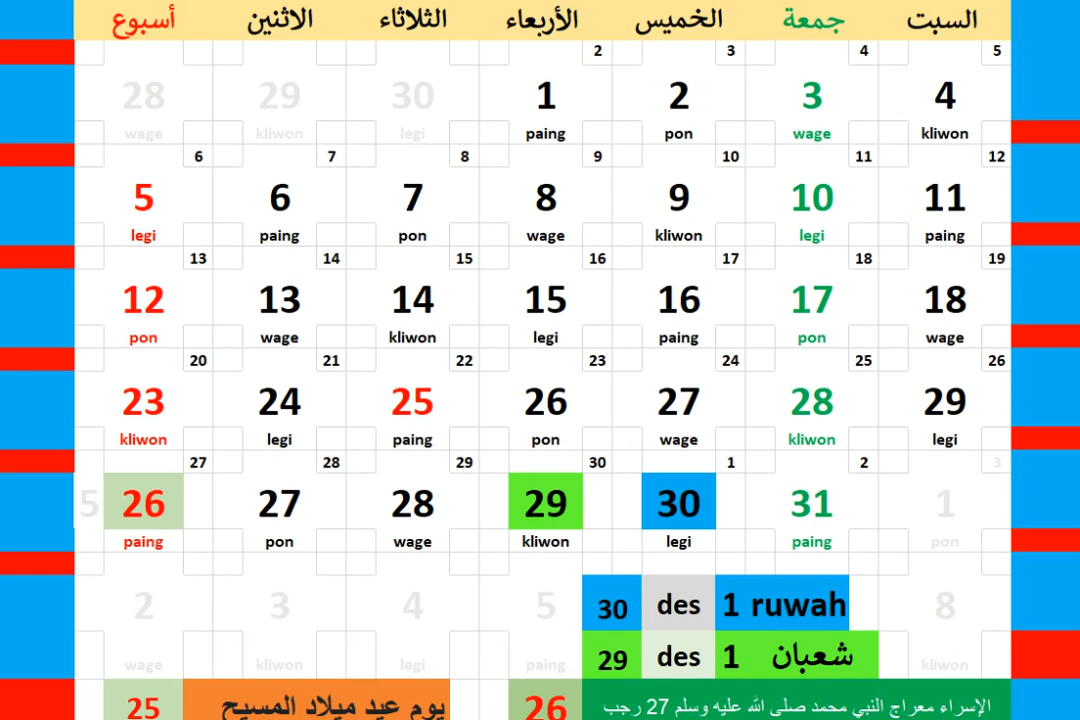 أسبوع الاثنين الثلاثاء الأربعاء الخميس جمعة السبت
2 3 4 5
28 29 30 1 2 3 4
wage kliwon legi paing pon wage kliwon
6 7 8 9 10 11 12
5 6 7 8 9 10 11
legi paing pon wage kliwon legi paing
13 14 15 16 17 18 19
12 13 14 15 16 17 18
pon wage kliwon legi paing pon wage
20 21 22 23 24 25 26
23 24 25 26 27 28 29
kliwon legi paing pon wage kliwon legi
27 28 29 30 1 2 3
5 26 27 28 29 30 31 1
paing pon wage kliwon legi paing pon
2 3 4 5 30 des 1 ruwah 8
wage kliwon legi paing 29 des 1 شعبان kliwon
25 يوم عيد ميلاد المسيح 26 الإسراء معراج النبي محمد صلى الله عليه وسلم 27 رجب